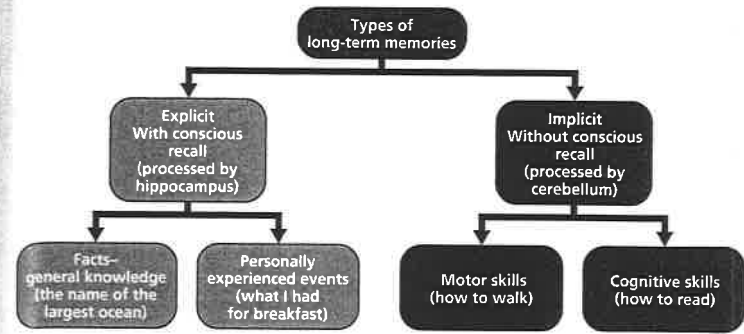 Types of
long-term memories
Explicit
With conscious
recall
(processed by
hippocampus)
Implicit
Without conscious
recall
(processed by
cerebellum)
Facts–
general knowledge
(the name of the
largest ocean)
Personally
experienced events
(what I had
for breakfast)
Motor skills
(how to walk)
Cognitive skills
(how to read)